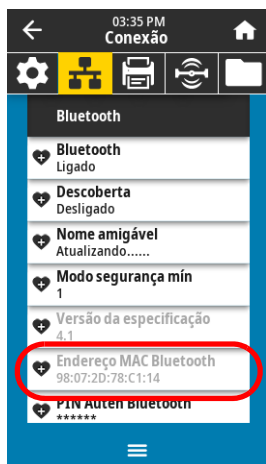 03:35 PM
Conexão
Bluetooth
Bluetooth
Ligado
Descoberta
Desligado
Nome amigável
Atualizando......
Modo segurança mín
1
Versão da especificação
4.1
Endereço MAC Bluetooth
98:07:2D:78:C1:14
PIN Auten Bluetooth
******